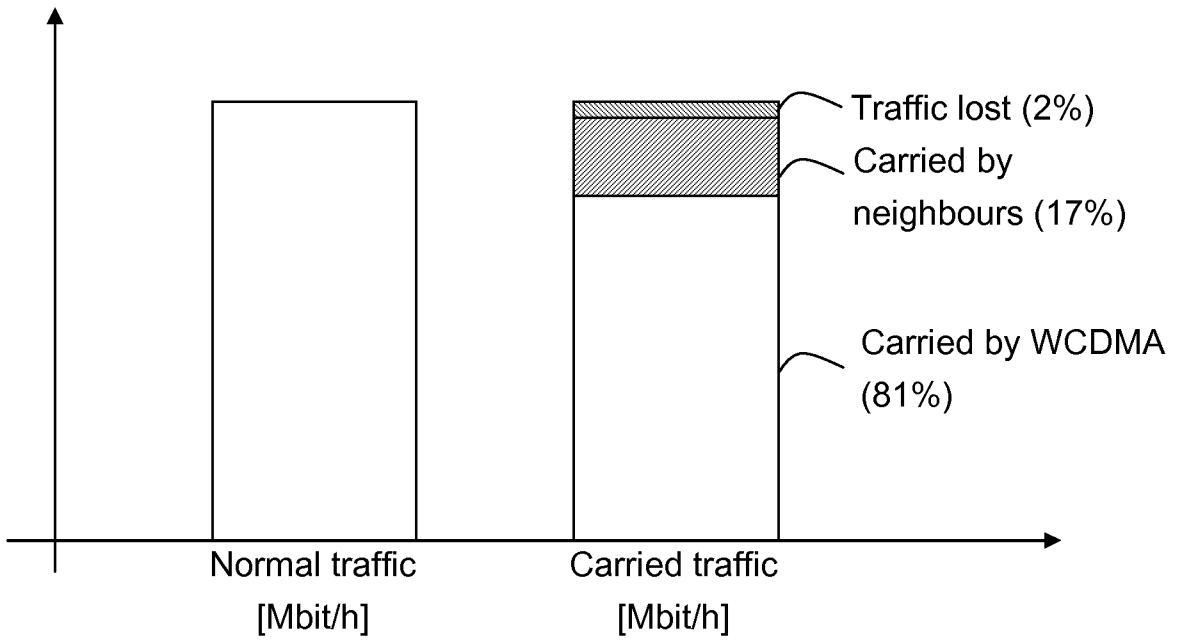 Traffic lost (2%)
Carried by
neighbours (17%)
Carried by WCDMA
(81%)
Normal traffic
[Mbit/h]
Carried traffic
[Mbit/h]